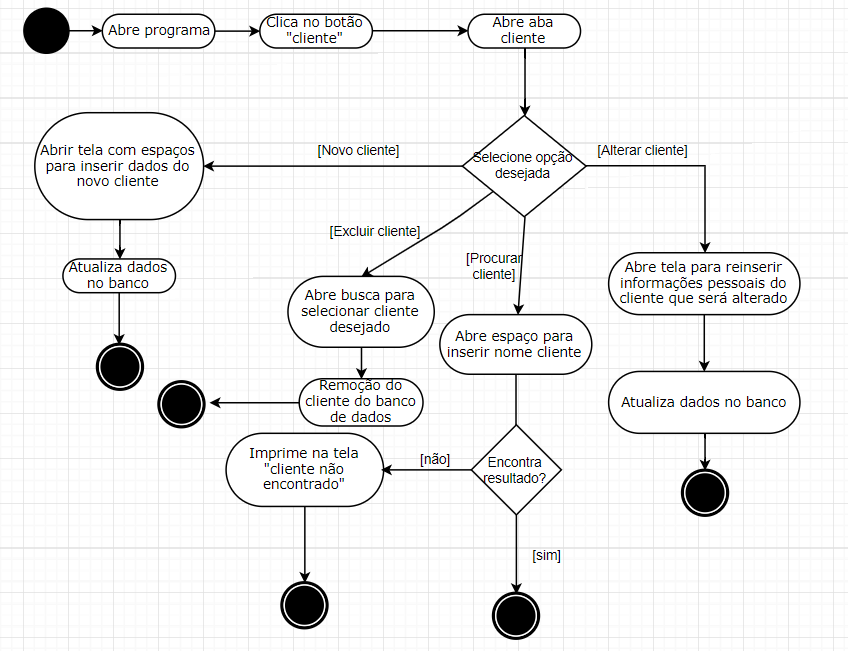 Abre programa
Clica no botão
"cliente"
Abre aba
cliente
Abrir tela com espaços
para inserir dados do
novo cliente
[Novo cliente]
Selecione opção
desejada
[Alterar cliente]
[Excluir cliente]
[Procurar
cliente]
Atualiza dados
no banco
Abre busca para
selecionar cliente
desejado
Abre tela para reinserir
informações pessoais do
cliente que será alterado
Abre espaço para
inserir nome cliente
Remoção do
cliente do banco
de dados
Atualiza dados no banco
Imprime na tela
"cliente não
encontrado"
[não]
Encontra
resultado?
[sim]